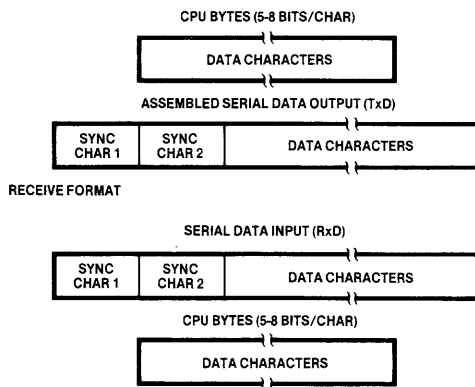 CPU BYTES (5-8 BITS/CHAR)
DATA CHARACTERS
ASSEMBLED SERIAL DATA OUTPUT (TxD)
SYNC CHAR 1
SYNC CHAR 2
DATA CHARACTERS
RECEIVE FORMAT
SERIAL DATA INPUT (RxD)
SYNC CHAR 1
SYNC CHAR 2
DATA CHARACTERS
CPU BYTES (5-8 BITS/CHAR)
DATA CHARACTERS